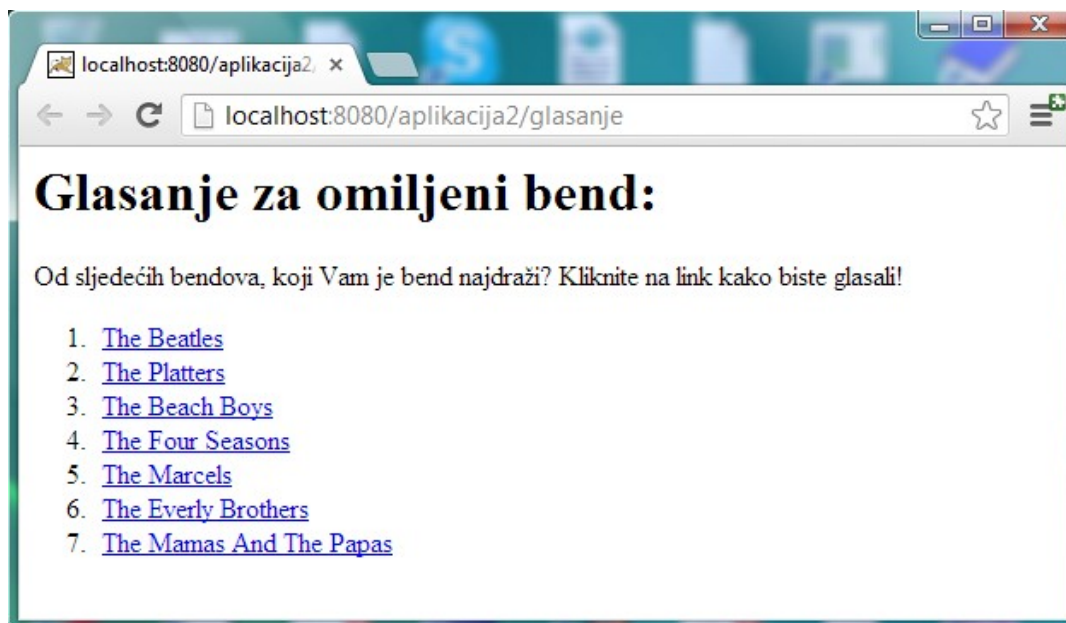 localhost:8080/aplikacija2/
localhost:8080/aplikacija2/glasanje
Glasanje za omiljeni bend:
Od sljedećih bendova, koji Vam je bend najdraži? Kliknite na link kako biste glasali!
1. The Beatles
2. The Platters
3. The Beach Boys
4. The Four Seasons
5. The Marcels
6. The Everly Brothers
7. The Mamas And The Papas